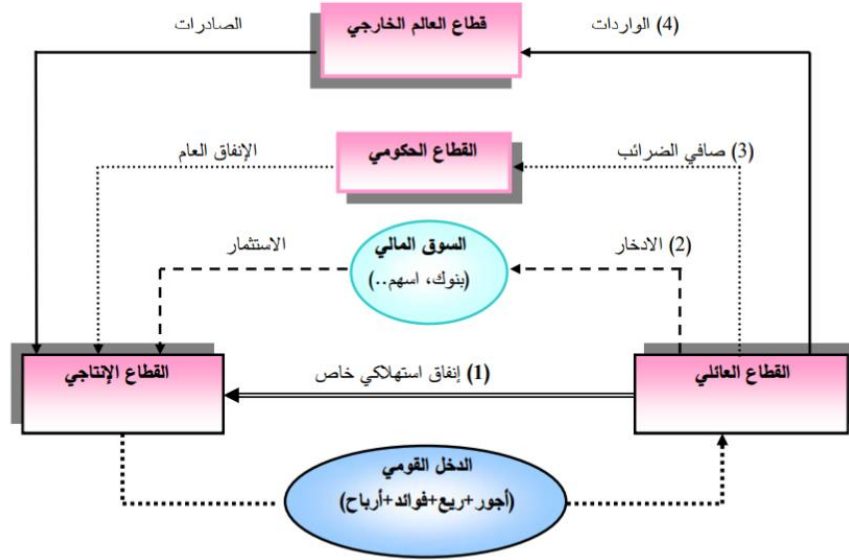 الصادرات
قطاع العالم الخارجي
(4) الواردات
الإنفاق العام
القطاع الحكومي
(3) صافي الضرائب
الاستثمار
السوق المالي
(بنوك، اسهم..)
(2) الادخار
القطاع الإنتاجي
(1) إنفاق استهلاكي خاص
القطاع العائلي
الدخل القومي
(أجور+ريع+فوائد+أرباح)